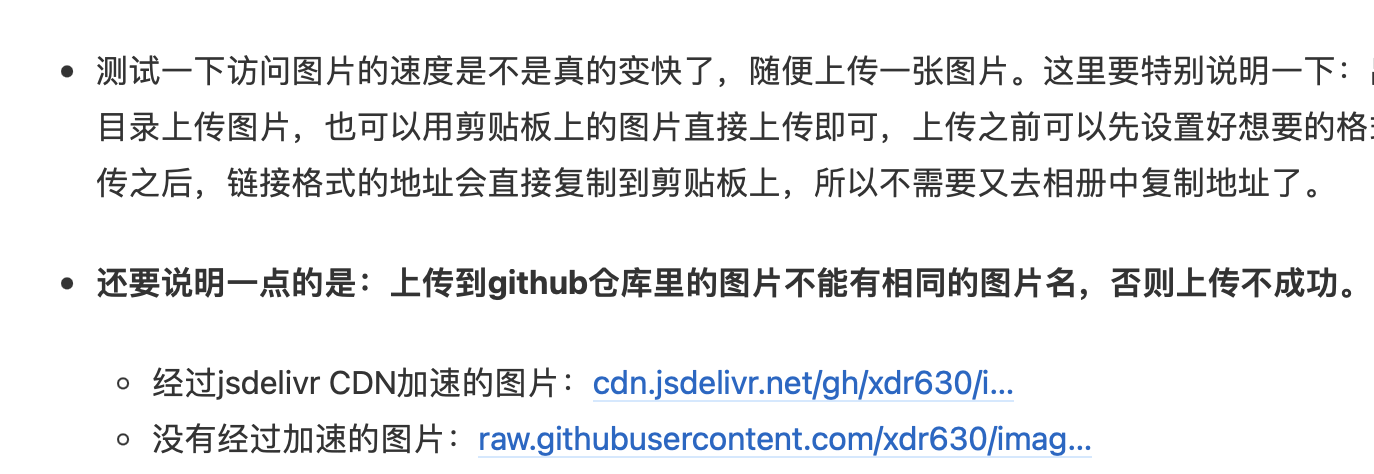 测试一下访问图片的速度是不是真的变快了，随便上传一张图片。这里要特别说明一下：
目录上传图片，也可以用剪贴板上的图片直接上传即可，上传之前可以先设置好想要的格
传之后，链接格式的地址会直接复制到剪贴板上，所以不需要又去相册中复制地址了。
还要说明一点的是：上传到github仓库里的图片不能有相同的图片名，否则上传不成功。
经过jsdelivr CDN加速的图片：cdn.jsdelivr.net/gh/xdr630/i...
没有经过加速的图片：raw.githubusercontent.com/xdr630/imag...